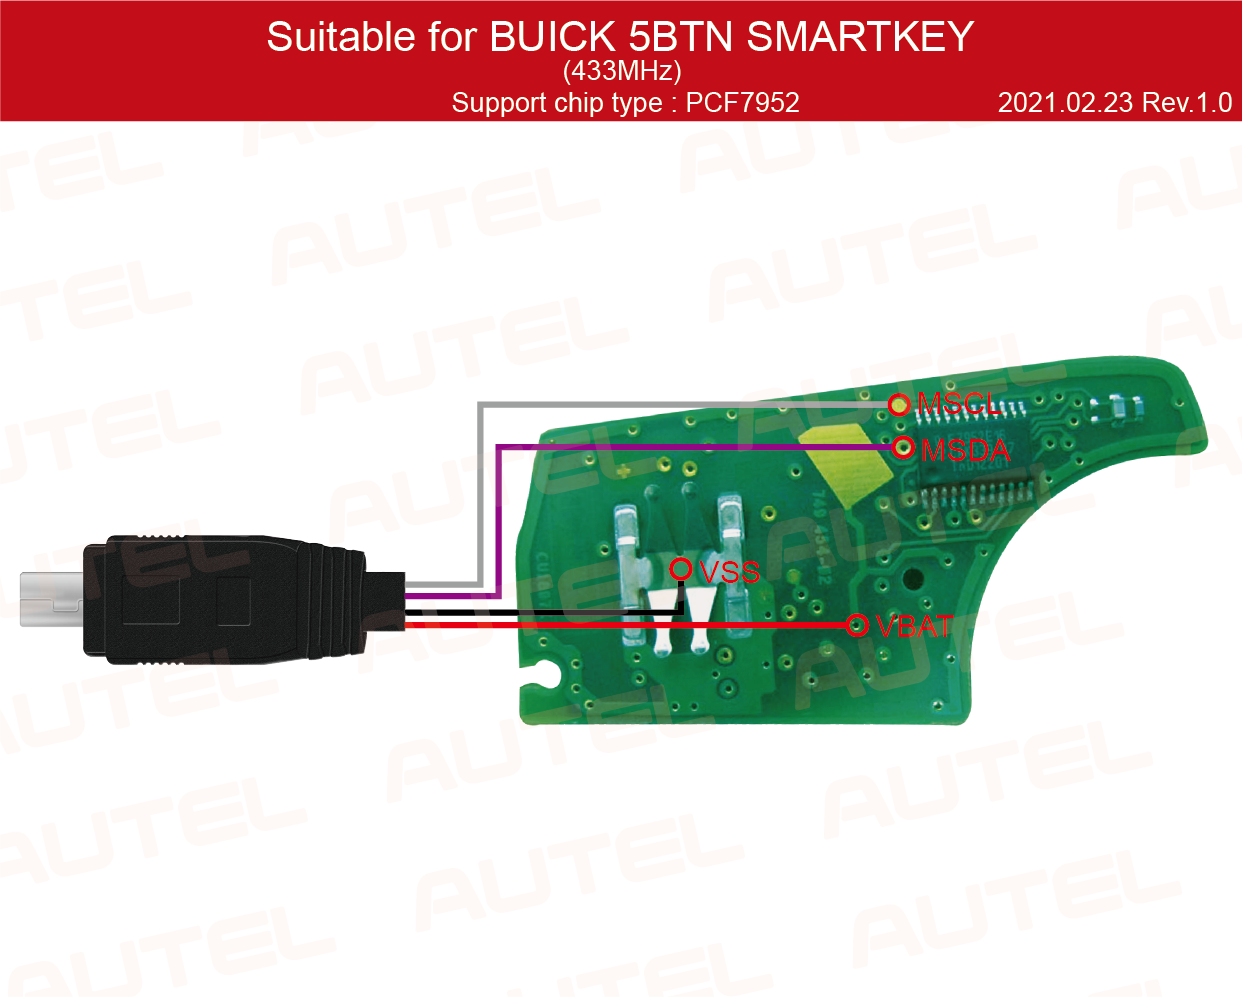 Suitable for BUICK 5BTN SMARTKEY
(433MHz)
Support chip type : PCF7952
2021.02.23 Rev.1.0
AUTEL
MSCL
MSDA
VSS
VBAT